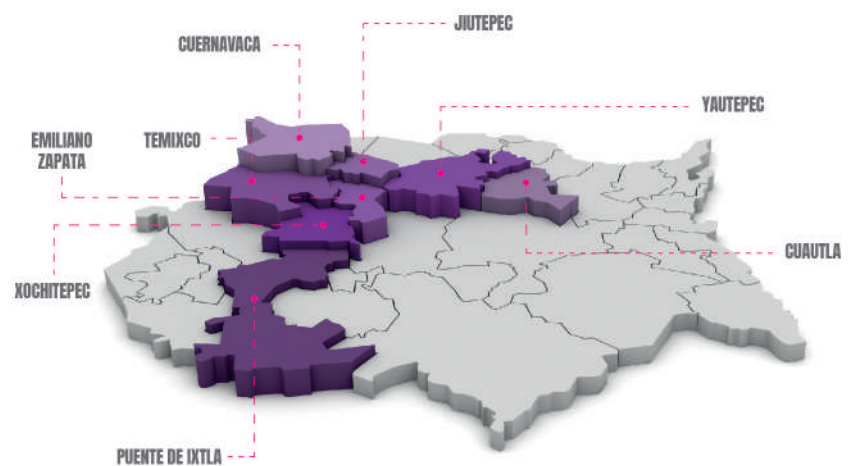 JIUTEPEC
CUERNAVACA
YAUTEPEC
EMILIANO
ZAPATA
TEMIXCO
CUAUTLA
XOCHITEPEC
PUENTE DE IXTLA